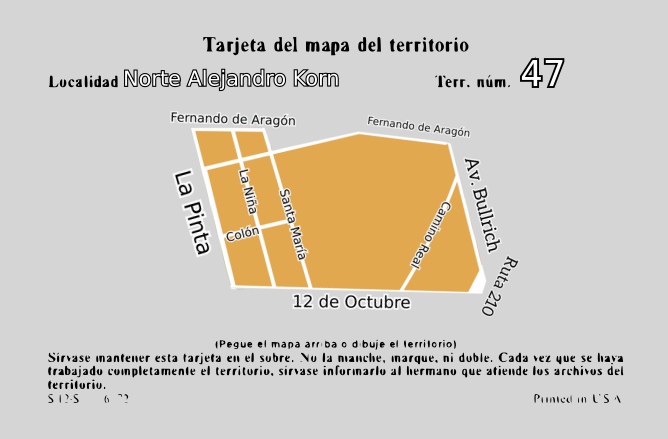 Tarjeta del mapa del territorio
Localidad Norte Alejandro Korn Terr. núm. 47
Fernando de Aragón
Fernando de Aragón
La Pinta
La Niña
Santa María
Colón
Camino Real
Av. Bullrich
Ruta 210
12 de Octubre
(Pegue el mapa arriba o dibuje el territorio)
Sírvase mantener esta tarjeta en el sobre. No la manche, marque, ni doble. Cada vez que se haya
trabajado completamente el territorio, sírvase informarlo al hermano que atiende los archivos del
territorio.
S-12-S 6-72 Printed in U.S.A.